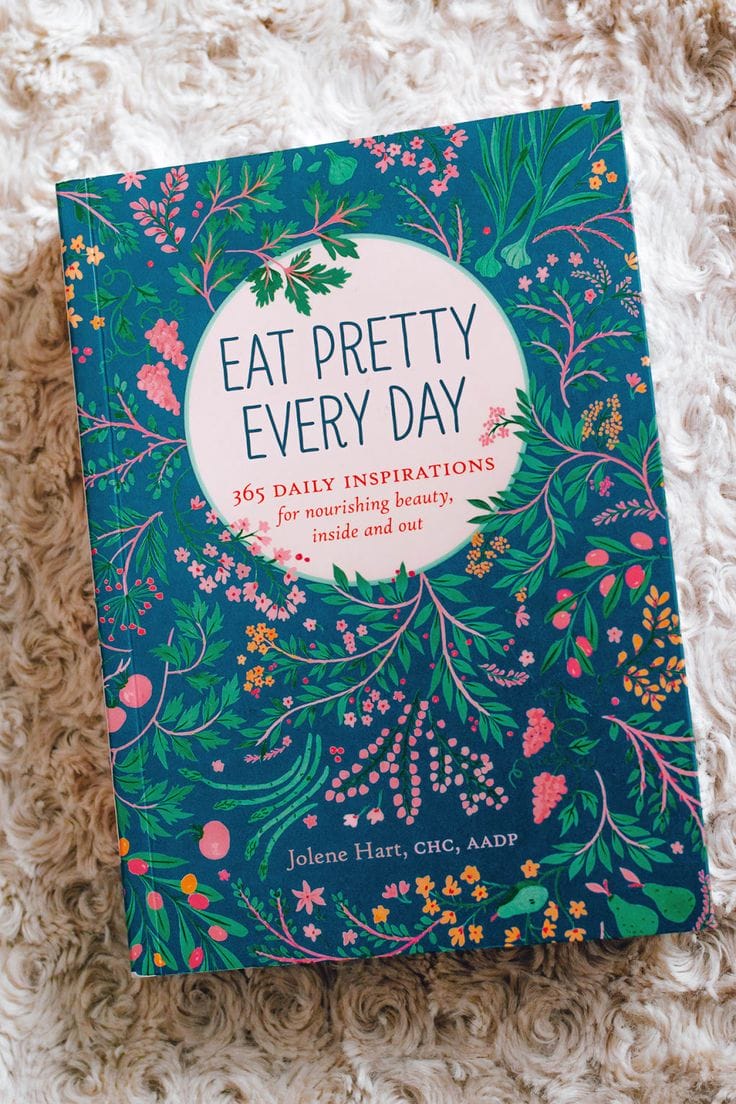 EAT PRETTY
EVERY DAY
365 DAILY INSPIRATIONS
for nourishing beauty,
inside and out
Jolene Hart, CHC, AADP